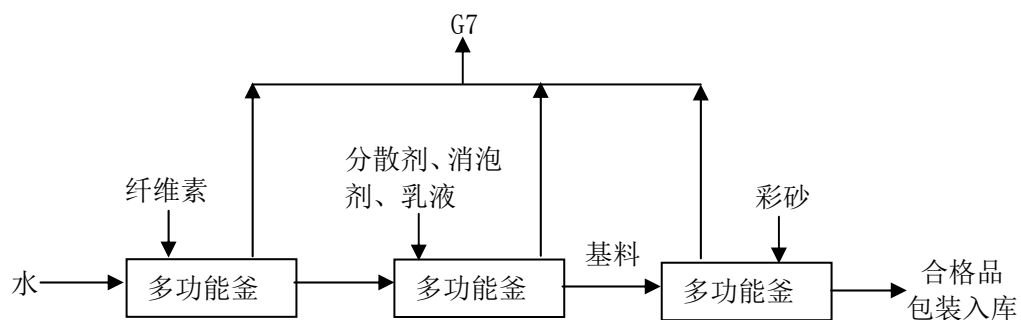 G7
分散剂、消泡
剂、乳液
纤维素
彩砂
基料
水
多功能釜
多功能釜
多功能釜
合格品
包装入库